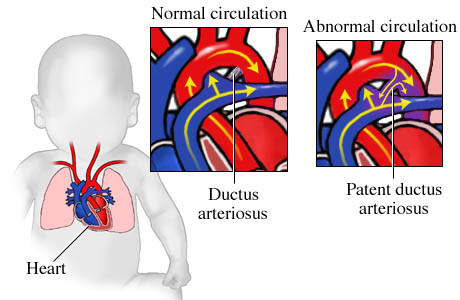 Normal circulation
Abnormal circulation
Ductus
arteriosus
Patent ductus
arteriosus
Heart